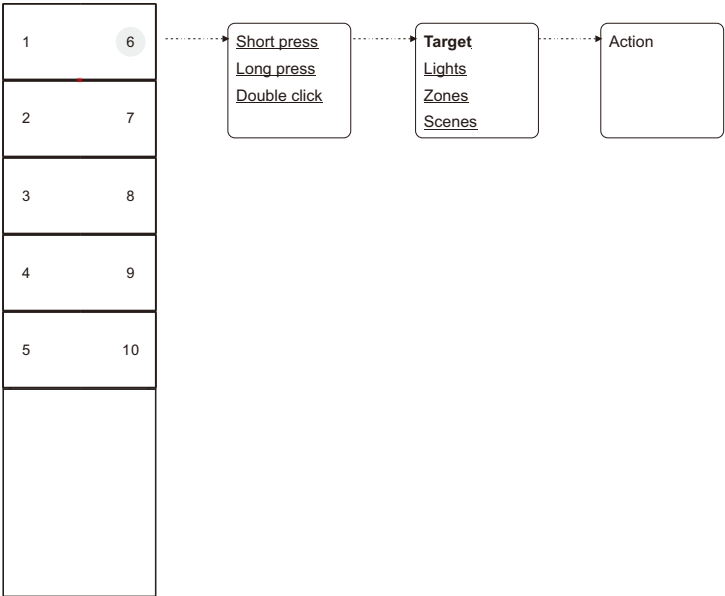 1 6
2 7
3 8
4 9
5 10
Short press
Long press
Double click
Target
Lights
Zones
Scenes
Action